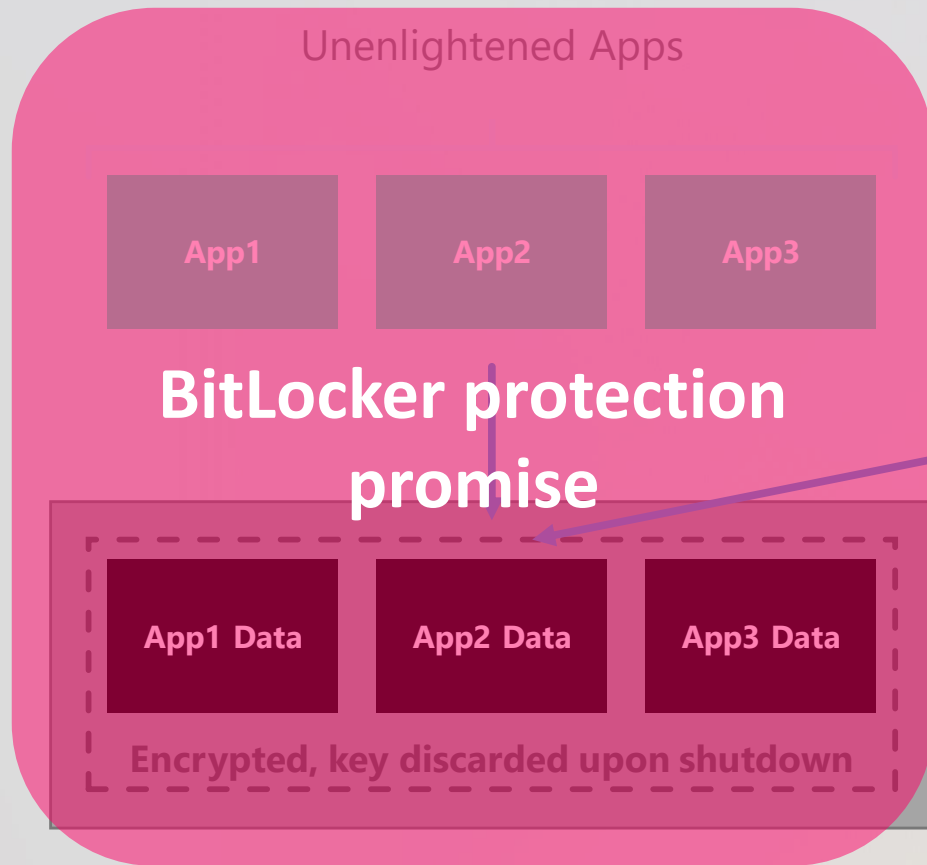 Unenlightened Apps
App1 App2 App3
BitLocker protection
promise
App1 Data App2 Data App3 Data
Encrypted, key discarded upon shutdown